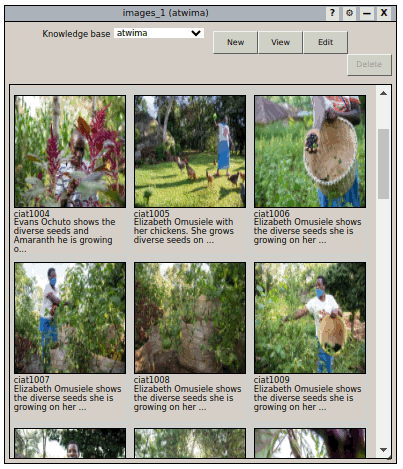 images_1 (atwima)
? ⚙ – X
Knowledge base atwima New View Edit
Delete
ciat1004
Evans Ochuto shows the
diverse seeds and
Amaranth he is growing
o...
ciat1005
Elizabeth Omusiele with
her chickens. She grows
diverse seeds on ...
ciat1006
Elizabeth Omusiele shows
the diverse seeds she is
growing on her ...
ciat1007
Elizabeth Omusiele shows
the diverse seeds she is
growing on her ...
ciat1008
Elizabeth Omusiele shows
the diverse seeds she is
growing on her ...
ciat1009
Elizabeth Omusiele shows
the diverse seeds she is
growing on her ...